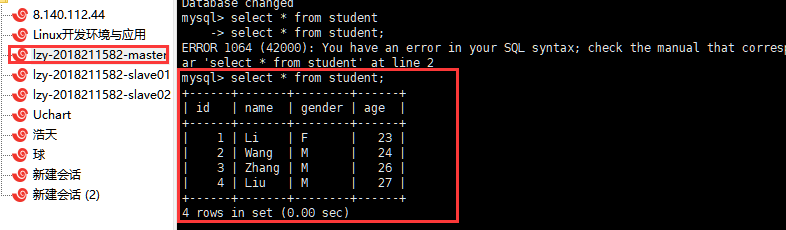 8.140.112.44
Linux开发环境与应用
lzy-2018211582-master
lzy-2018211582-slave01
lzy-2018211582-slave02
Uchart
浩天
球
新建会话
新建会话 (2)
Database changed
mysql> select * from student
    -> select * from student;
ERROR 1064 (42000): You have an error in your SQL syntax; check the manual that corresp
ar 'select * from student' at line 2
mysql> select * from student;
+------+-------+--------+------+
| id   | name  | gender | age  |
+------+-------+--------+------+
|    1 | Li    | F      |   23 |
|    2 | Wang  | M      |   24 |
|    3 | Zhang | M      |   26 |
|    4 | Liu   | M      |   27 |
+------+-------+--------+------+
4 rows in set (0.00 sec)